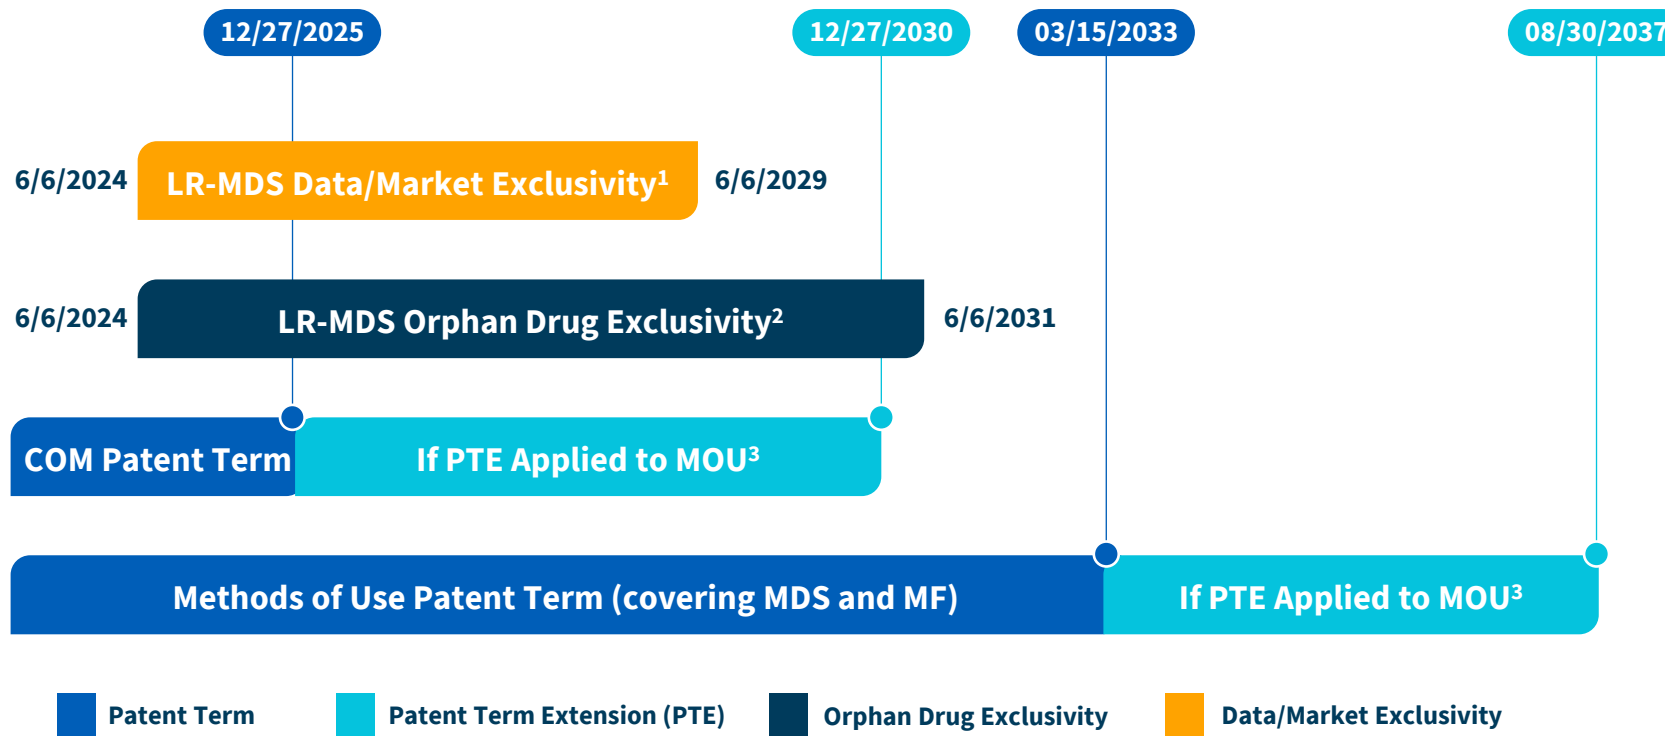 12/27/2025
12/27/2030
03/15/2033
08/30/2037
6/6/2024
LR-MDS Data/Market Exclusivity¹
6/6/2029
6/6/2024
LR-MDS Orphan Drug Exclusivity²
6/6/2031
COM Patent Term
If PTE Applied to MOU³
Methods of Use Patent Term (covering MDS and MF)
If PTE Applied to MOU³
Patent Term
Patent Term Extension (PTE)
Orphan Drug Exclusivity
Data/Market Exclusivity